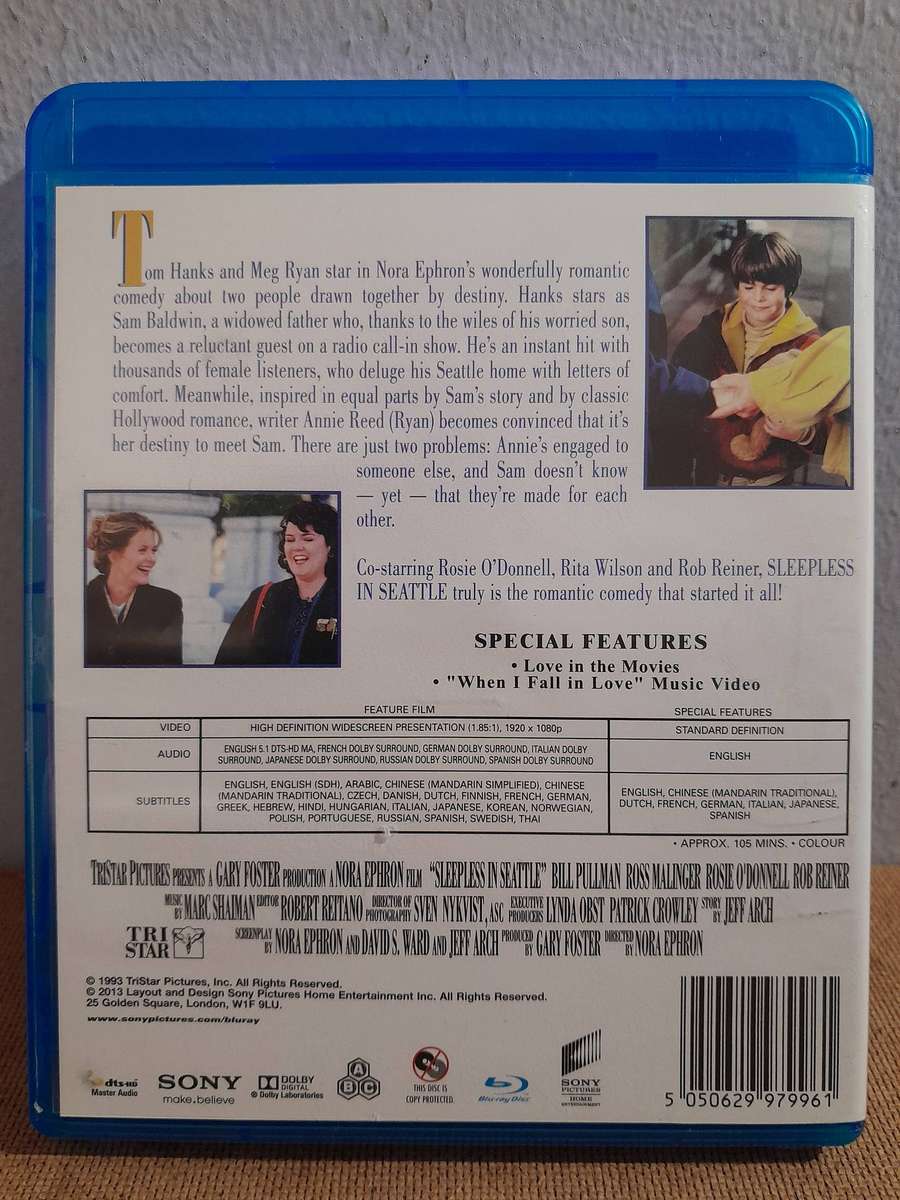 Tom Hanks and Meg Ryan star in Nora Ephron's wonderfully romantic
comedy about two people drawn together by destiny. Hanks stars as
Sam Baldwin, a widowed father who, thanks to the wiles of his worried son,
becomes a reluctant guest on a radio call-in show. He's an instant hit with
thousands of female listeners, who deluge his Seattle home with letters of
comfort. Meanwhile, inspired in equal parts by Sam's story and by classic
Hollywood romance, writer Annie Reed (Ryan) becomes convinced that it's
her destiny to meet Sam. There are just two problems: Annie's engaged to
someone else, and Sam doesn't know
— yet — that they're made for each
other.
Co-starring Rosie O'Donnell, Rita Wilson and Rob Reiner, SLEEPLESS
IN SEATTLE truly is the romantic comedy that started it all!
SPECIAL FEATURES
• Love in the Movies
• "When I Fall in Love" Music Video
FEATURE FILM SPECIAL FEATURES
VIDEO HIGH DEFINITION WIDESCREEN PRESENTATION (1.85:1), 1920 x 1080p STANDARD DEFINITION
AUDIO ENGLISH 5.1 DTS-HD MA, FRENCH DOLBY SURROUND, GERMAN DOLBY SURROUND, ITALIAN DOLBY
SURROUND, JAPANESE DOLBY SURROUND, RUSSIAN DOLBY SURROUND, SPANISH DOLBY SURROUND
ENGLISH
SUBTITLES ENGLISH, ENGLISH (SDH), ARABIC, CHINESE (MANDARIN SIMPLIFIED), CHINESE
(MANDARIN TRADITIONAL), CZECH, DANISH, DUTCH, FINNISH, FRENCH, GERMAN,
GREEK, HEBREW, HINDI, HUNGARIAN, ITALIAN, JAPANESE, KOREAN, NORWEGIAN,
POLISH, PORTUGUESE, RUSSIAN, SPANISH, SWEDISH, THAI
ENGLISH, CHINESE (MANDARIN TRADITIONAL),
DUTCH, FRENCH, GERMAN, ITALIAN, JAPANESE,
SPANISH
• APPROX. 105 MINS. • COLOUR
TRISTAR PICTURES PRESENTS A GARY FOSTER PRODUCTION A NORA EPHRON FILM "SLEEPLESS IN SEATTLE" BILL PULLMAN ROSS MALINGER ROSIE O'DONNELL ROB REINER
MUSIC BY MARC SHAIMAN EDITOR ROBERT REITANO DIRECTOR OF PHOTOGRAPHY SVEN NYKVIST, ASC EXECUTIVE PRODUCERS LYNDA OBST PATRICK CROWLEY STORY BY JEFF ARCH
SCREENPLAY BY NORA EPHRON AND DAVID S. WARD AND JEFF ARCH PRODUCED BY GARY FOSTER DIRECTED BY NORA EPHRON
TRI
STAR
© 1993 TriStar Pictures, Inc. All Rights Reserved.
© 2013 Layout and Design Sony Pictures Home Entertainment Inc. All Rights Reserved.
25 Golden Square, London, W1F 9LU.
www.sonypictures.com/bluray
dts-HD
Master Audio
SONY
make.believe
DOLBY
DIGITAL
® Dolby Laboratories
A
B C
THIS DISC IS
COPY PROTECTED
Blu-ray Disc
SONY
PICTURES
HOME
ENTERTAINMENT
5 050629 979961